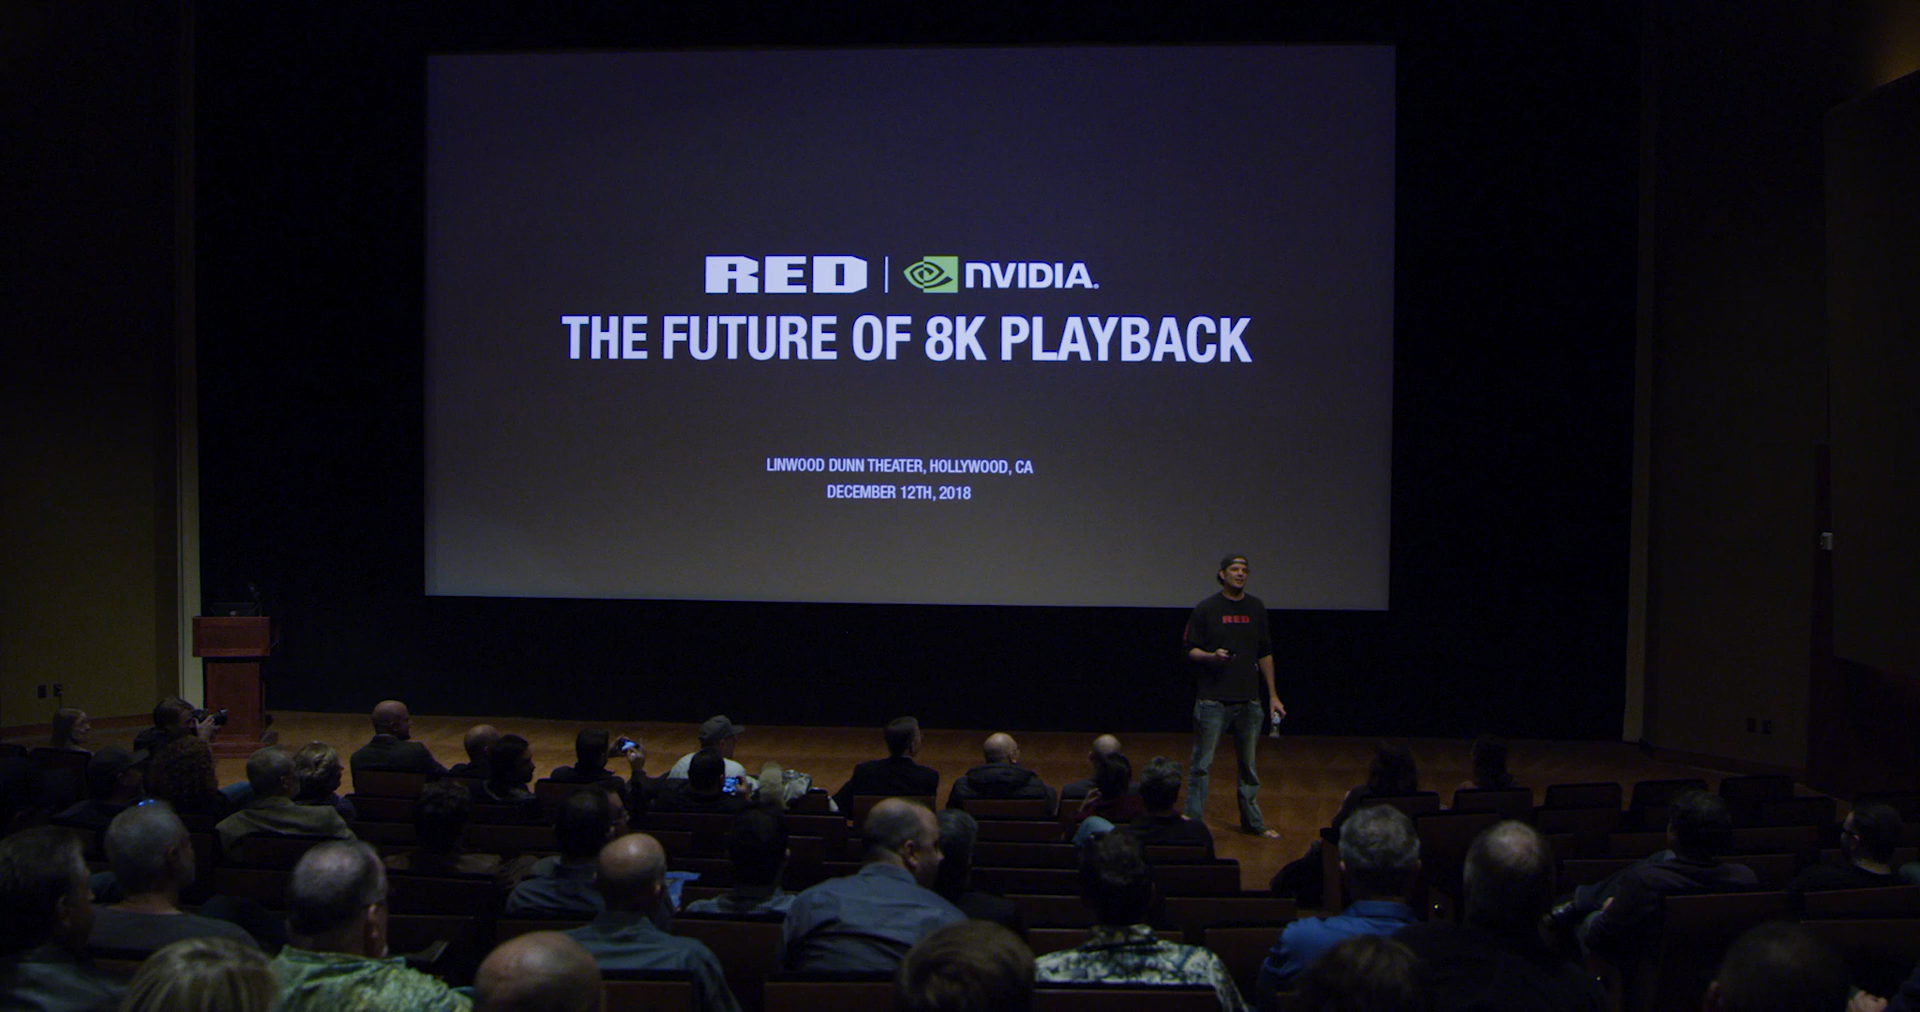 RED | NVIDIA.
THE FUTURE OF 8K PLAYBACK
LINWOOD DUNN THEATER, HOLLYWOOD, CA
DECEMBER 12TH, 2018
RED